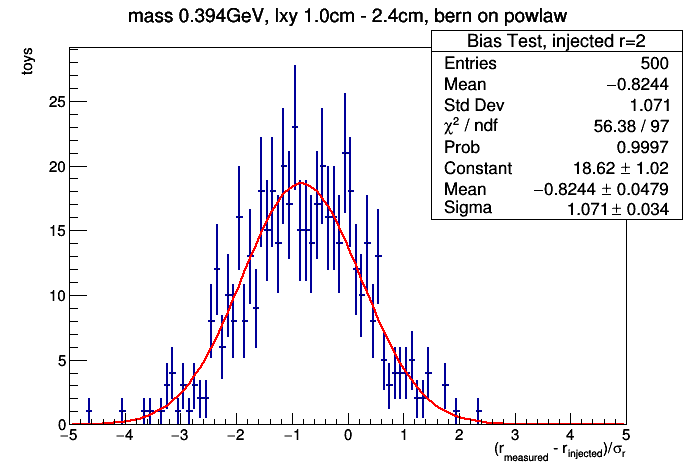 mass 0.394GeV, lxy 1.0cm - 2.4cm, bern on powlaw
Bias Test, injected r=2
Entries 500
Mean −0.8244
Std Dev 1.071
χ² / ndf 56.38 / 97
Prob 0.9997
Constant 18.62 ± 1.02
Mean −0.8244 ± 0.0479
Sigma 1.071 ± 0.034
toys
25
20
15
10
5
0
−5 −4 −3 −2 −1 0 1 2 3 4 5
(r_measured - r_injected)/σ_r